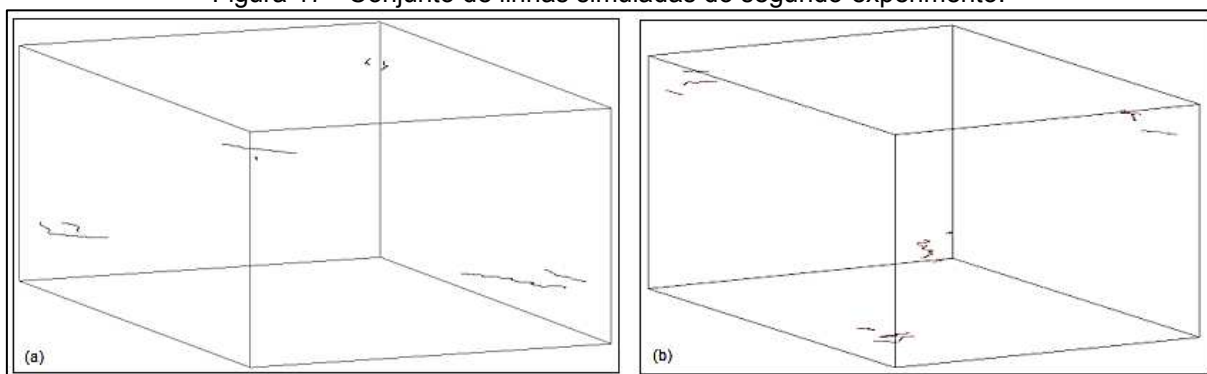 Figura – Conjunto de linhas simuladas do segundo experimento.
(a)
(b)